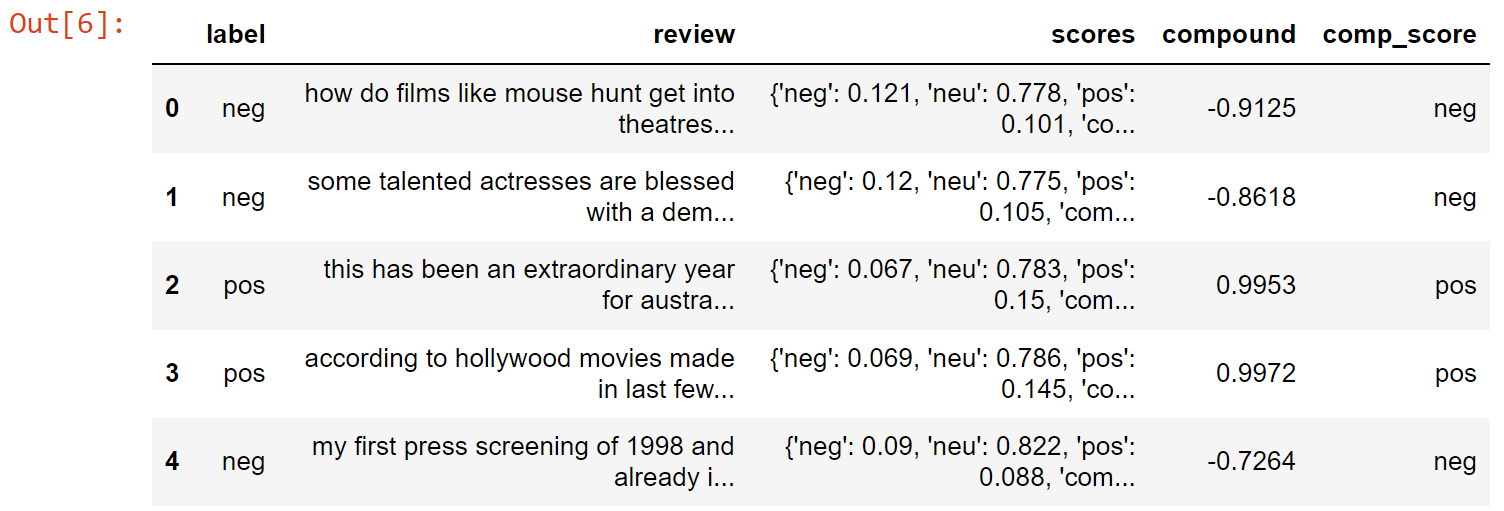 Out[6]:
label review scores compound comp_score
0 neg how do films like mouse hunt get into theatres... {'neg': 0.121, 'neu': 0.778, 'pos': 0.101, 'co... -0.9125 neg
1 neg some talented actresses are blessed with a dem... {'neg': 0.12, 'neu': 0.775, 'pos': 0.105, 'com... -0.8618 neg
2 pos this has been an extraordinary year for austra... {'neg': 0.067, 'neu': 0.783, 'pos': 0.15, 'com... 0.9953 pos
3 pos according to hollywood movies made in last few... {'neg': 0.069, 'neu': 0.786, 'pos': 0.145, 'co... 0.9972 pos
4 neg my first press screening of 1998 and already i... {'neg': 0.09, 'neu': 0.822, 'pos': 0.088, 'com... -0.7264 neg